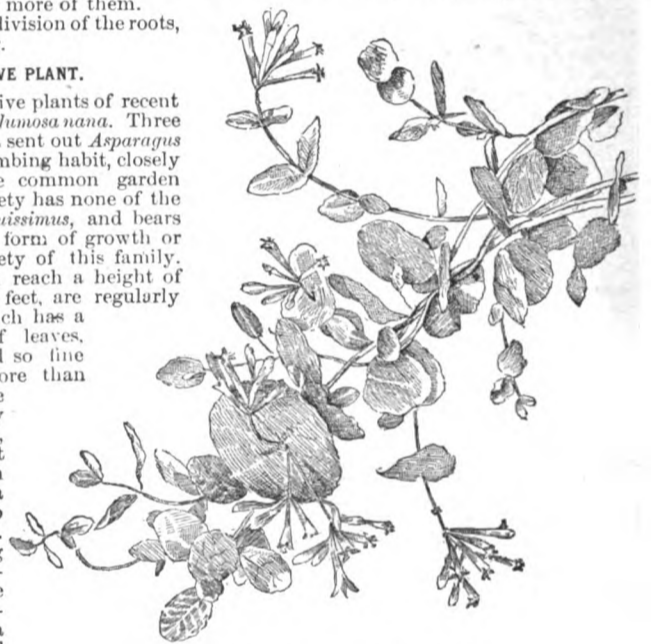 more of them.
division of the roots,
VE PLANT.
ive plants of recent
lumosa nana. Three
sent out Asparagus
mbing habit, closely
common garden
ety has none of the
uissimus, and bears
form of growth or
ety of this family.
reach a height of
feet, are regularly
ch has a
f leaves,
so fine
ore than